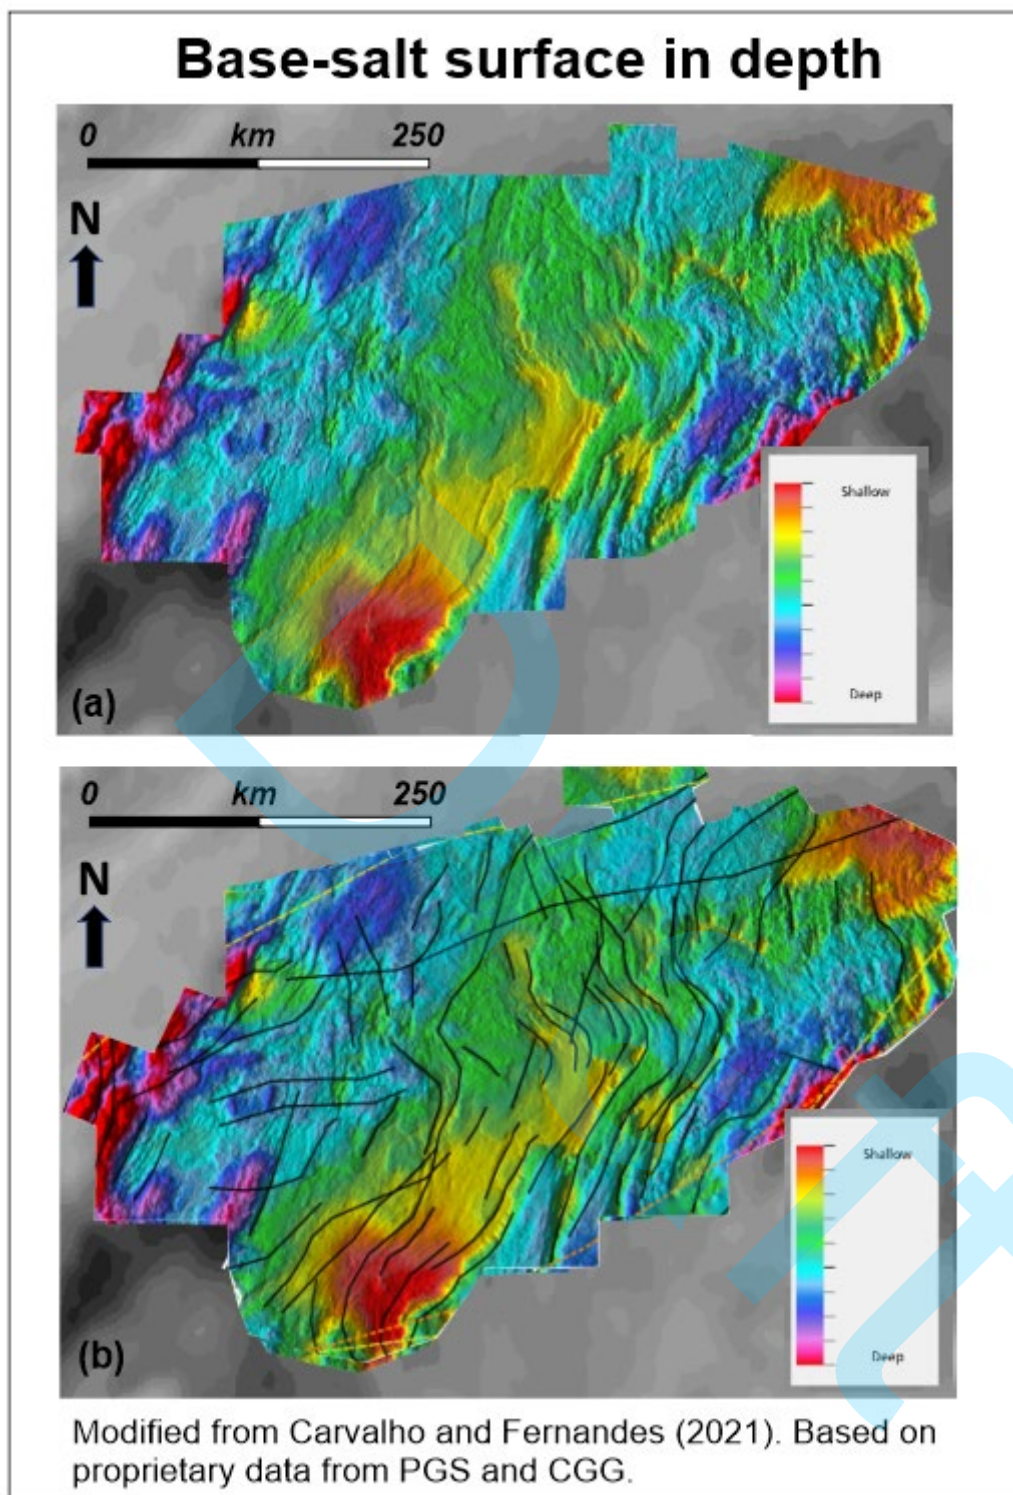 Base-salt surface in depth
0 km 250
N
Shallow
Deep
(a)
0 km 250
N
Shallow
Deep
(b)
Modified from Carvalho and Fernandes (2021). Based on
proprietary data from PGS and CGG.